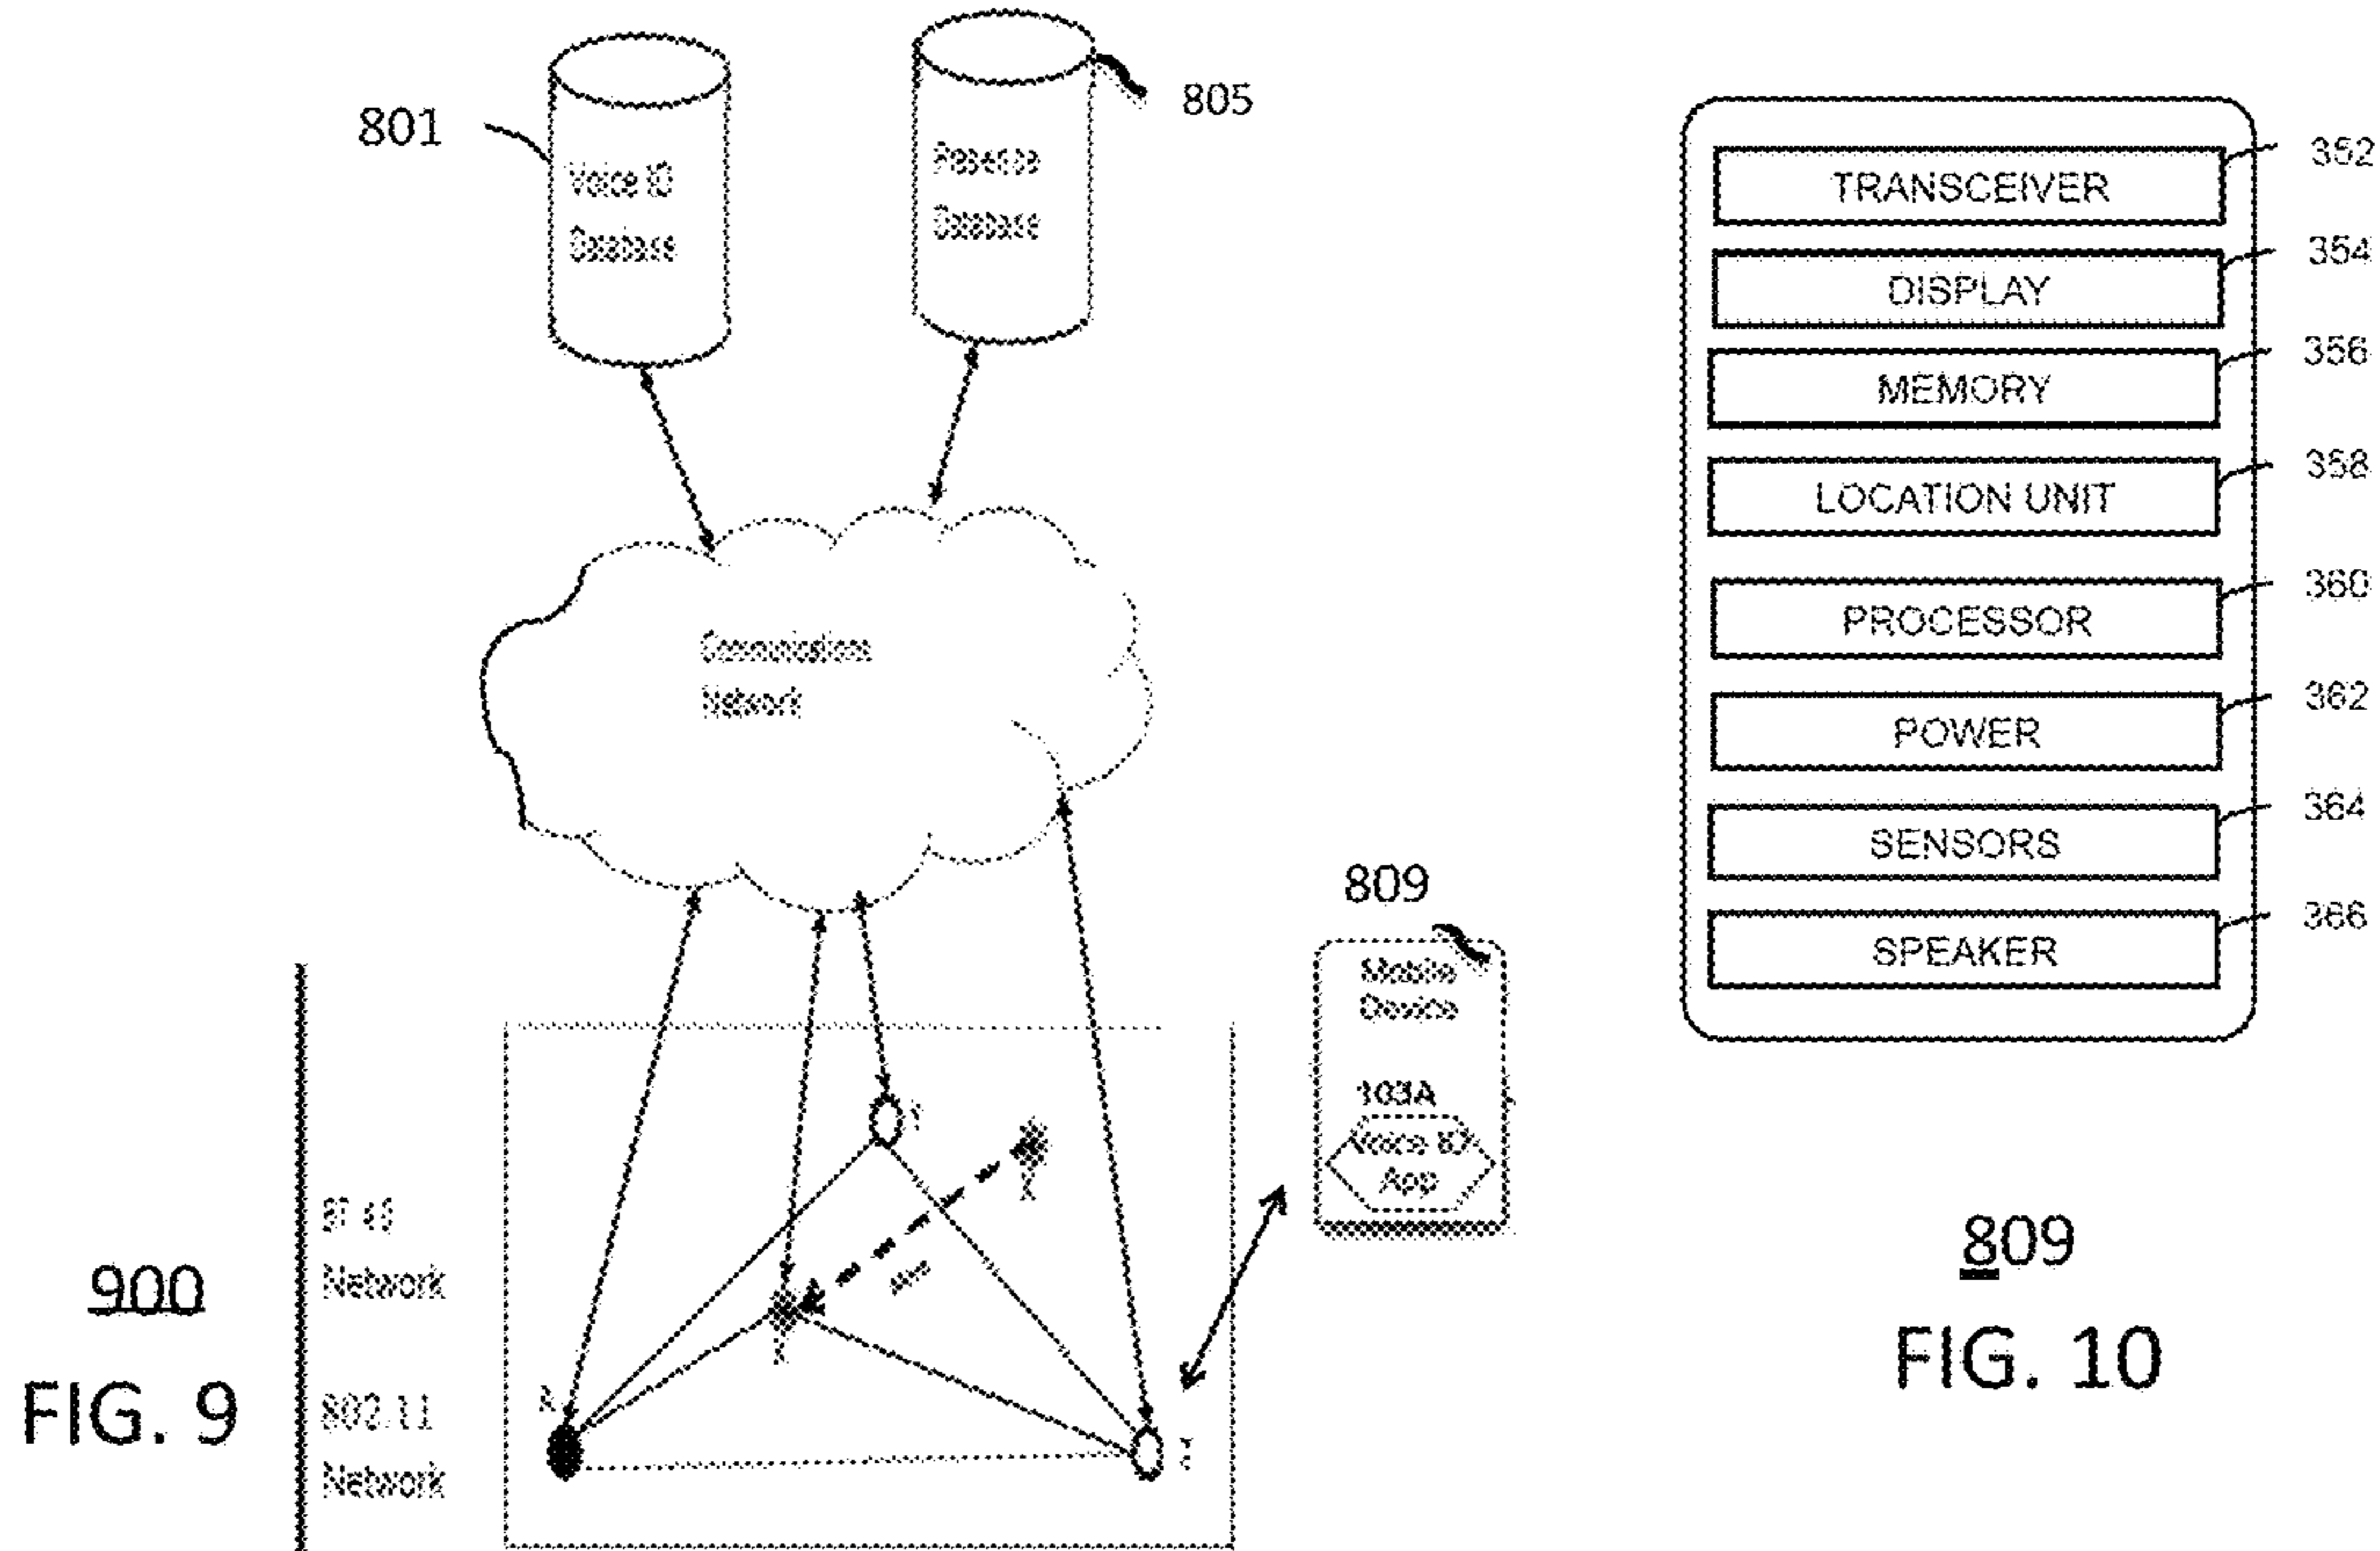 801
Voice ID
Database
805
Database
Communications
Network
809
Mobile
Device
103A
Voice ID
App
Network
802.11
Network
900
FIG. 9
TRANSCEIVER
352
DISPLAY
354
MEMORY
356
LOCATION UNIT
358
PROCESSOR
360
POWER
362
SENSORS
364
SPEAKER
366
809
FIG. 10